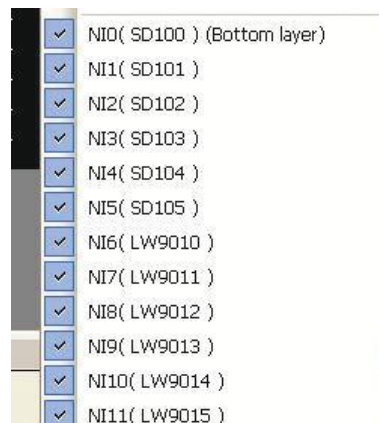 NI0( SD100 ) (Bottom layer)
NI1( SD101 )
NI2( SD102 )
NI3( SD103 )
NI4( SD104 )
NI5( SD105 )
NI6( LW9010 )
NI7( LW9011 )
NI8( LW9012 )
NI9( LW9013 )
NI10( LW9014 )
NI11( LW9015 )